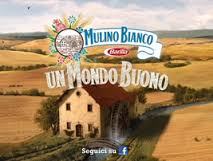 MULINO BIANCO
Barilla
UN MONDO BUONO
Seguici su f